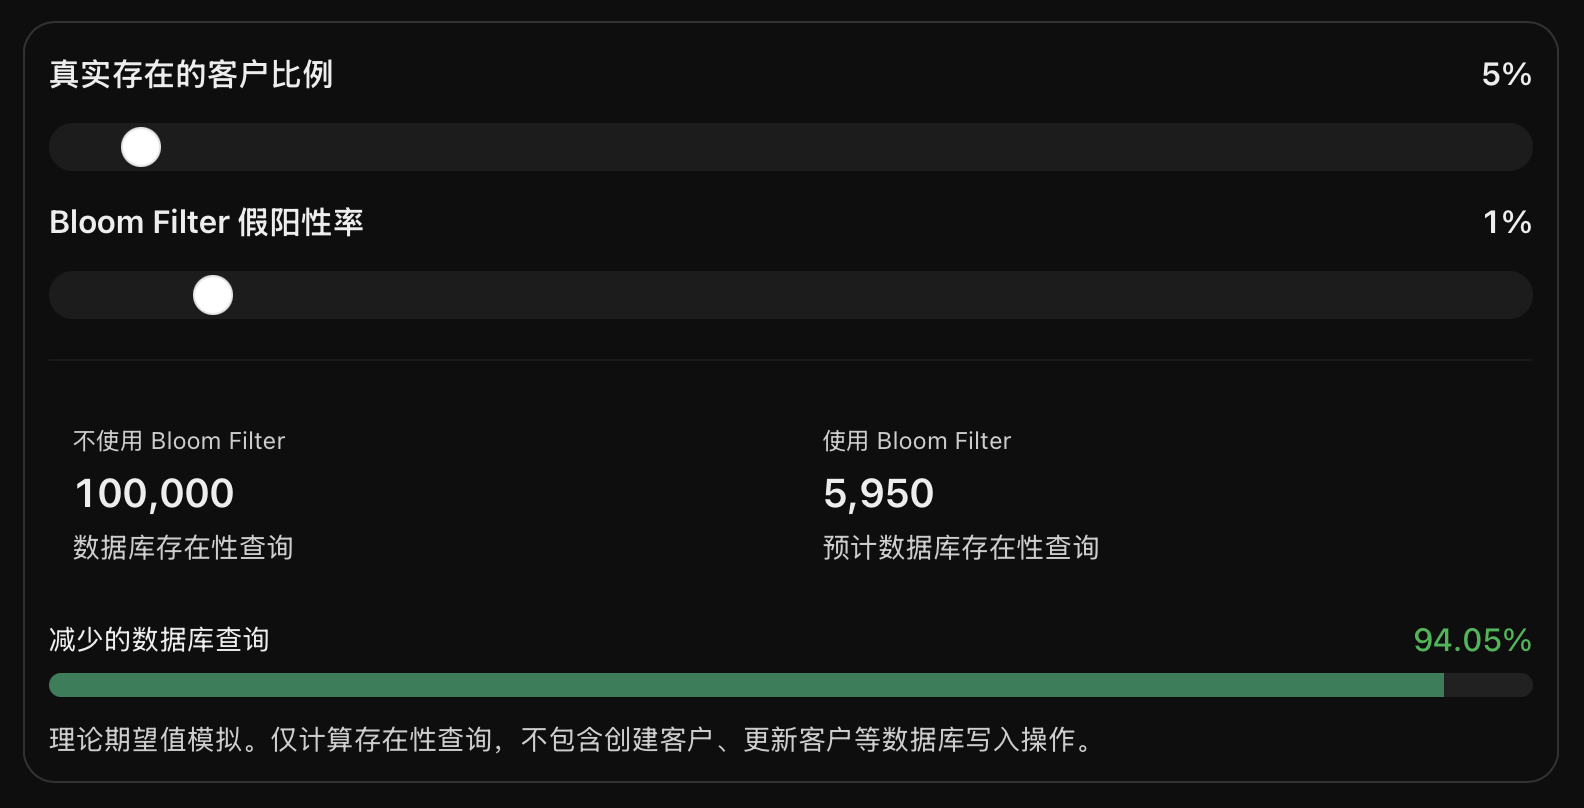 真实存在的客户比例 5%
Bloom Filter 假阳性率 1%
不使用 Bloom Filter
100,000
数据库存在性查询
使用 Bloom Filter
5,950
预计数据库存在性查询
减少的数据库查询 94.05%
理论期望值模拟。仅计算存在性查询，不包含创建客户、更新客户等数据库写入操作。